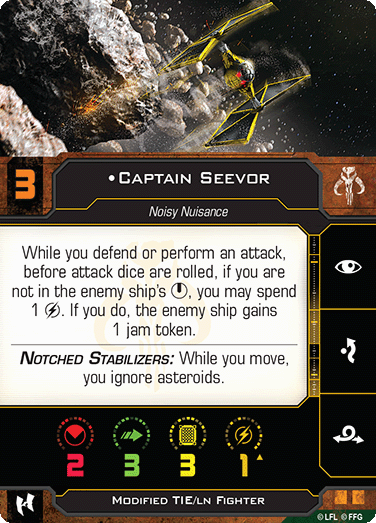 3
•Captain Seevor
Noisy Nuisance
While you defend or perform an attack,
before attack dice are rolled, if you are
not in the enemy ship's , you may spend
1 . If you do, the enemy ship gains
1 jam token.
Notched Stabilizers: While you move,
you ignore asteroids.
2 3 3 1
Modified TIE/ln Fighter
© LFL © FFG